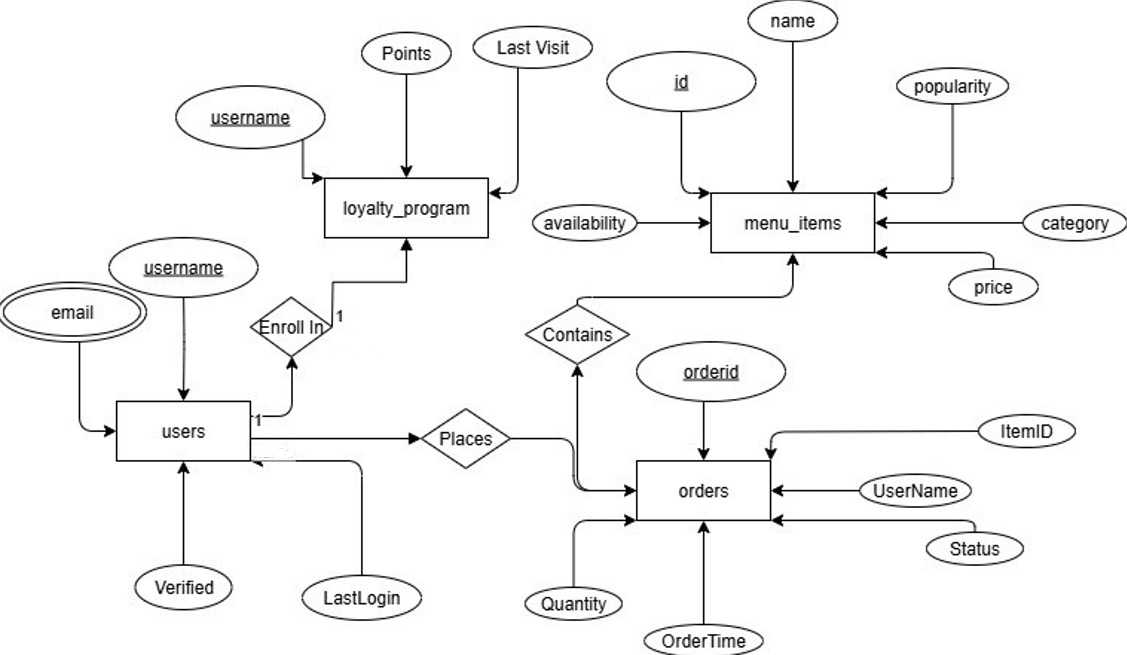 name
Points
Last Visit
id
popularity
username
loyalty_program
availability
menu_items
category
username
price
email
Enroll In
1
Contains
orderid
1
users
Places
ItemID
orders
UserName
Status
Verified
LastLogin
Quantity
OrderTime